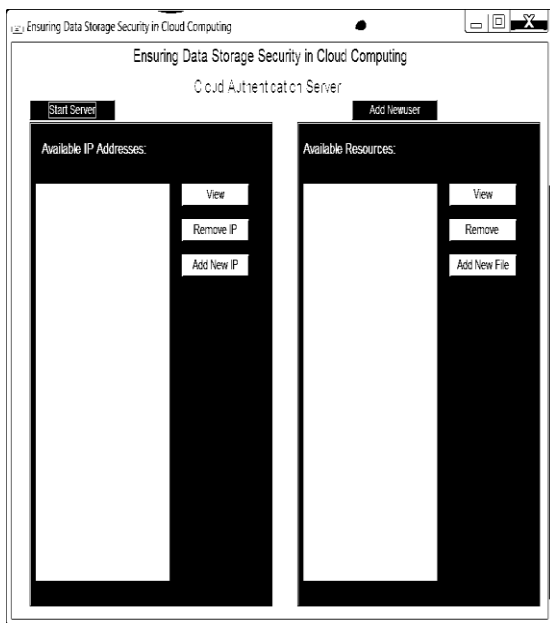 Ensuring Data Storage Security in Cloud Computing
X
Ensuring Data Storage Security in Cloud Computing
Cloud Authentication Server
Start Server
Add Newuser
Available IP Addresses:
Available Resources:
View
View
Remove IP
Remove
Add New IP
Add New File